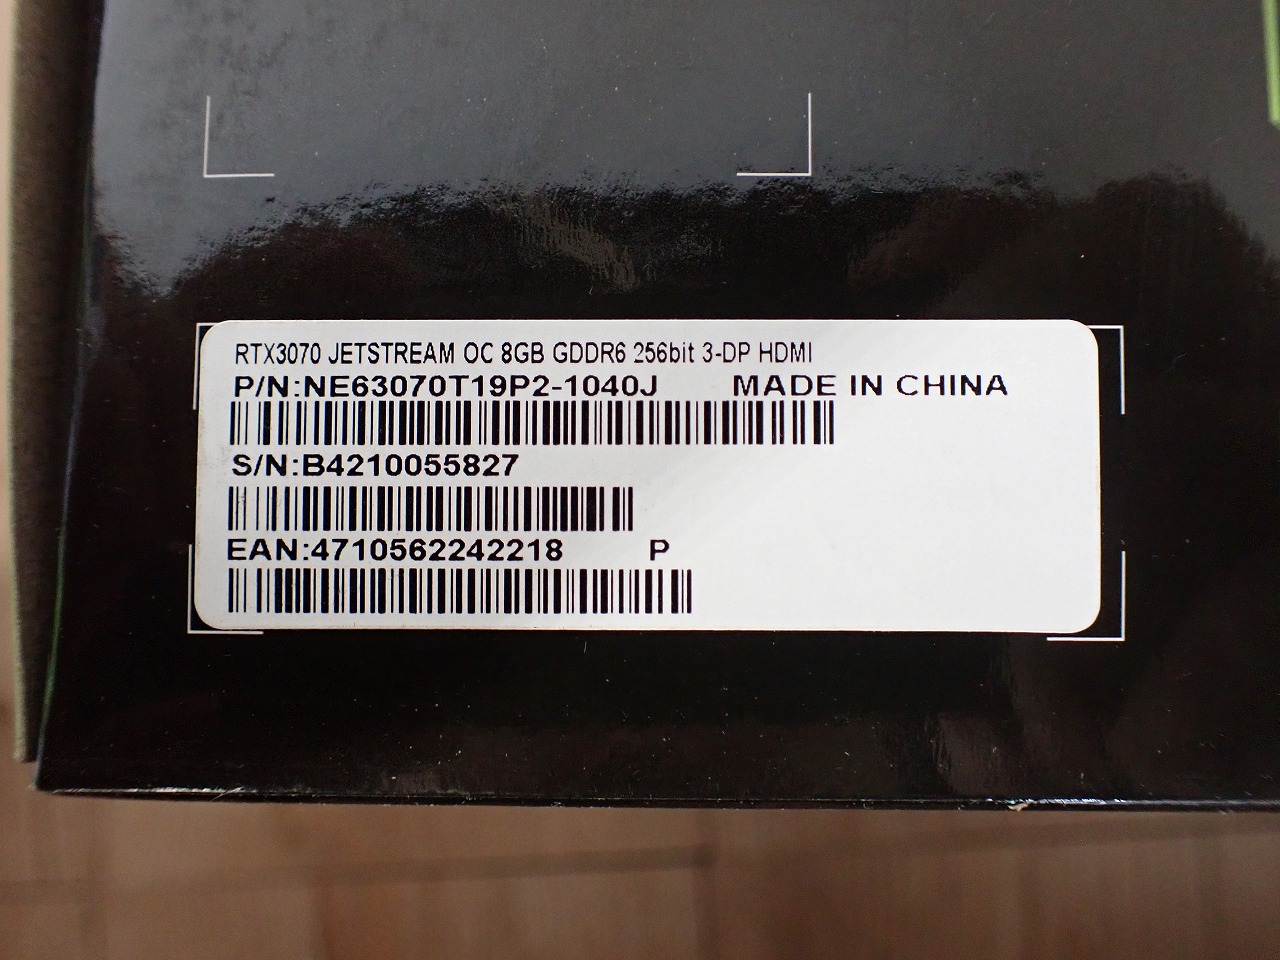 RTX3070 JETSTREAM OC 8GB GDDR6 256bit 3-DP HDMI
P/N:NE63070T19P2-1040J MADE IN CHINA
S/N:B4210055827
EAN:4710562242218 P